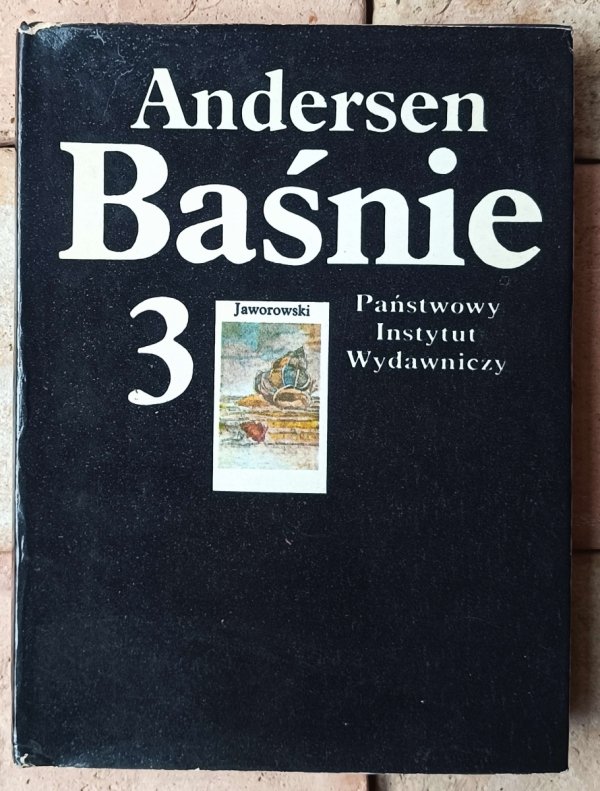 Andersen
Baśnie
3
Jaworowski
Państwowy
Instytut
Wydawniczy